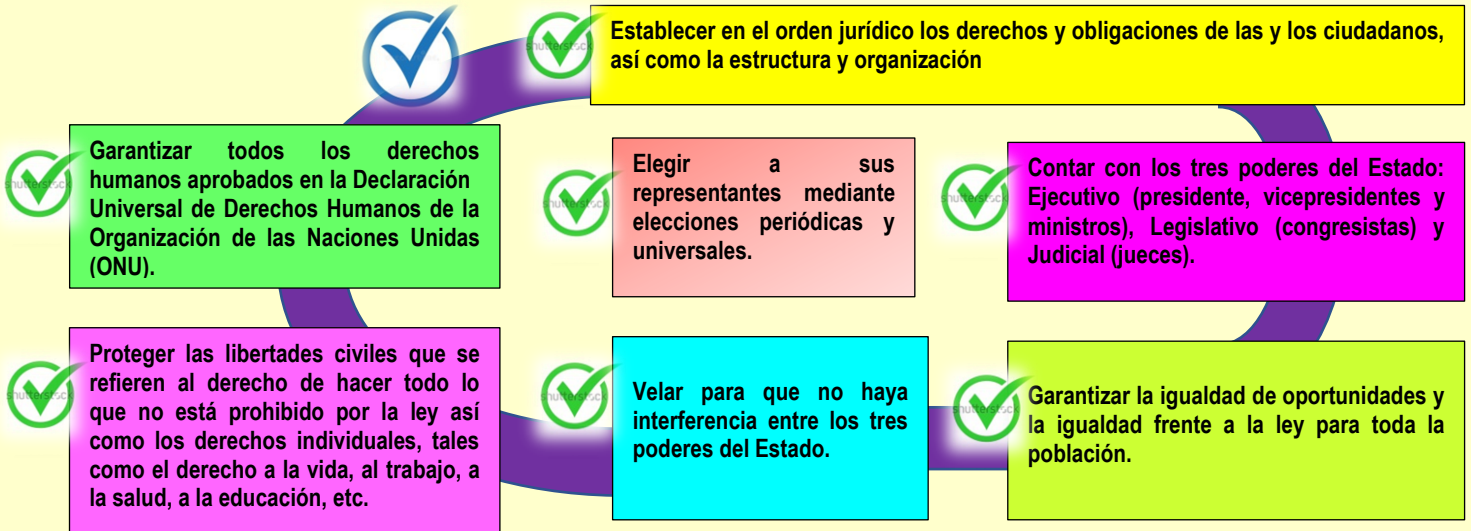 Establecer en el orden jurídico los derechos y obligaciones de las y los ciudadanos,
así como la estructura y organización
Garantizar todos los derechos
humanos aprobados en la Declaración
Universal de Derechos Humanos de la
Organización de las Naciones Unidas
(ONU).
Elegir a sus
representantes mediante
elecciones periódicas y
universales.
Contar con los tres poderes del Estado:
Ejecutivo (presidente, vicepresidentes y
ministros), Legislativo (congresistas) y
Judicial (jueces).
Proteger las libertades civiles que se
refieren al derecho de hacer todo lo
que no está prohibido por la ley así
como los derechos individuales, tales
como el derecho a la vida, al trabajo, a
la salud, a la educación, etc.
Velar para que no haya
interferencia entre los tres
poderes del Estado.
Garantizar la igualdad de oportunidades y
la igualdad frente a la ley para toda la
población.